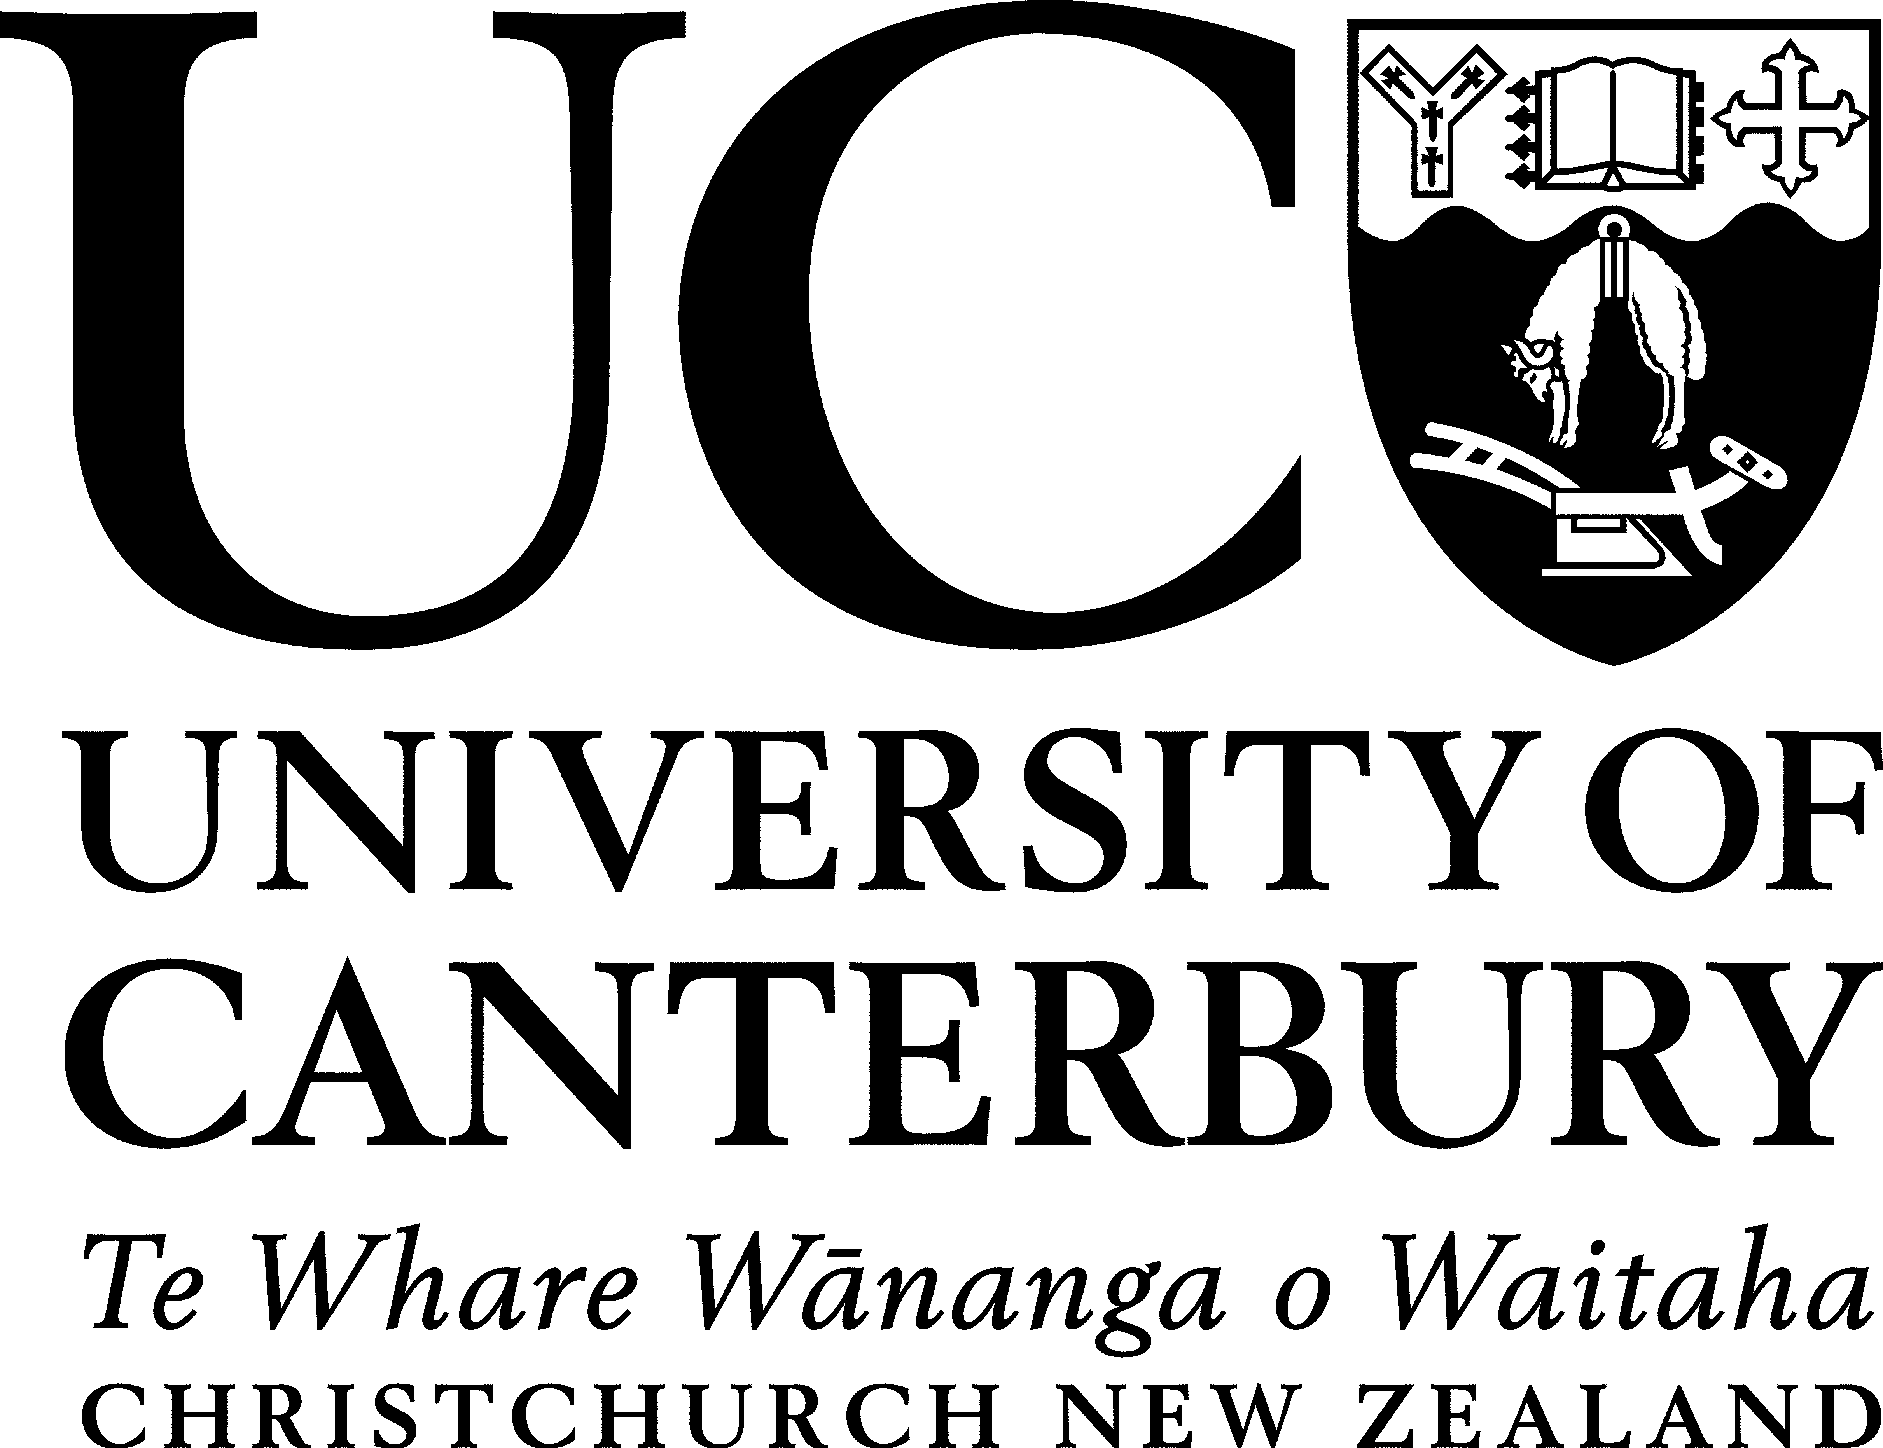 UC
UNIVERSITY OF
CANTERBURY
Te Whare Wānanga o Waitaha
CHRISTCHURCH NEW ZEALAND